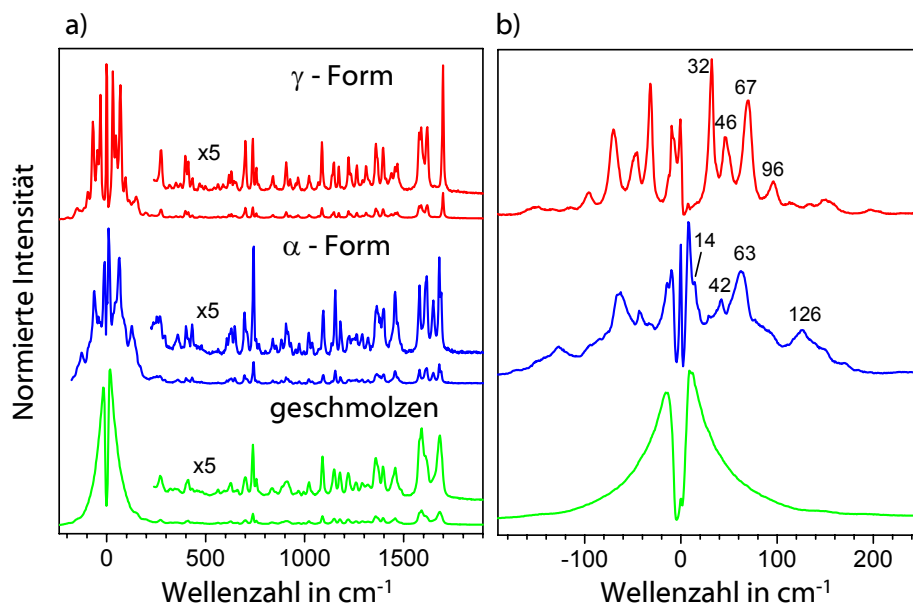 a)
b)
Normierte Intensität
γ - Form
x5
α - Form
x5
geschmolzen
x5
0
500
1000
1500
Wellenzahl in cm⁻¹
32
46
67
96
14
42
63
126
-100
0
100
200
Wellenzahl in cm⁻¹